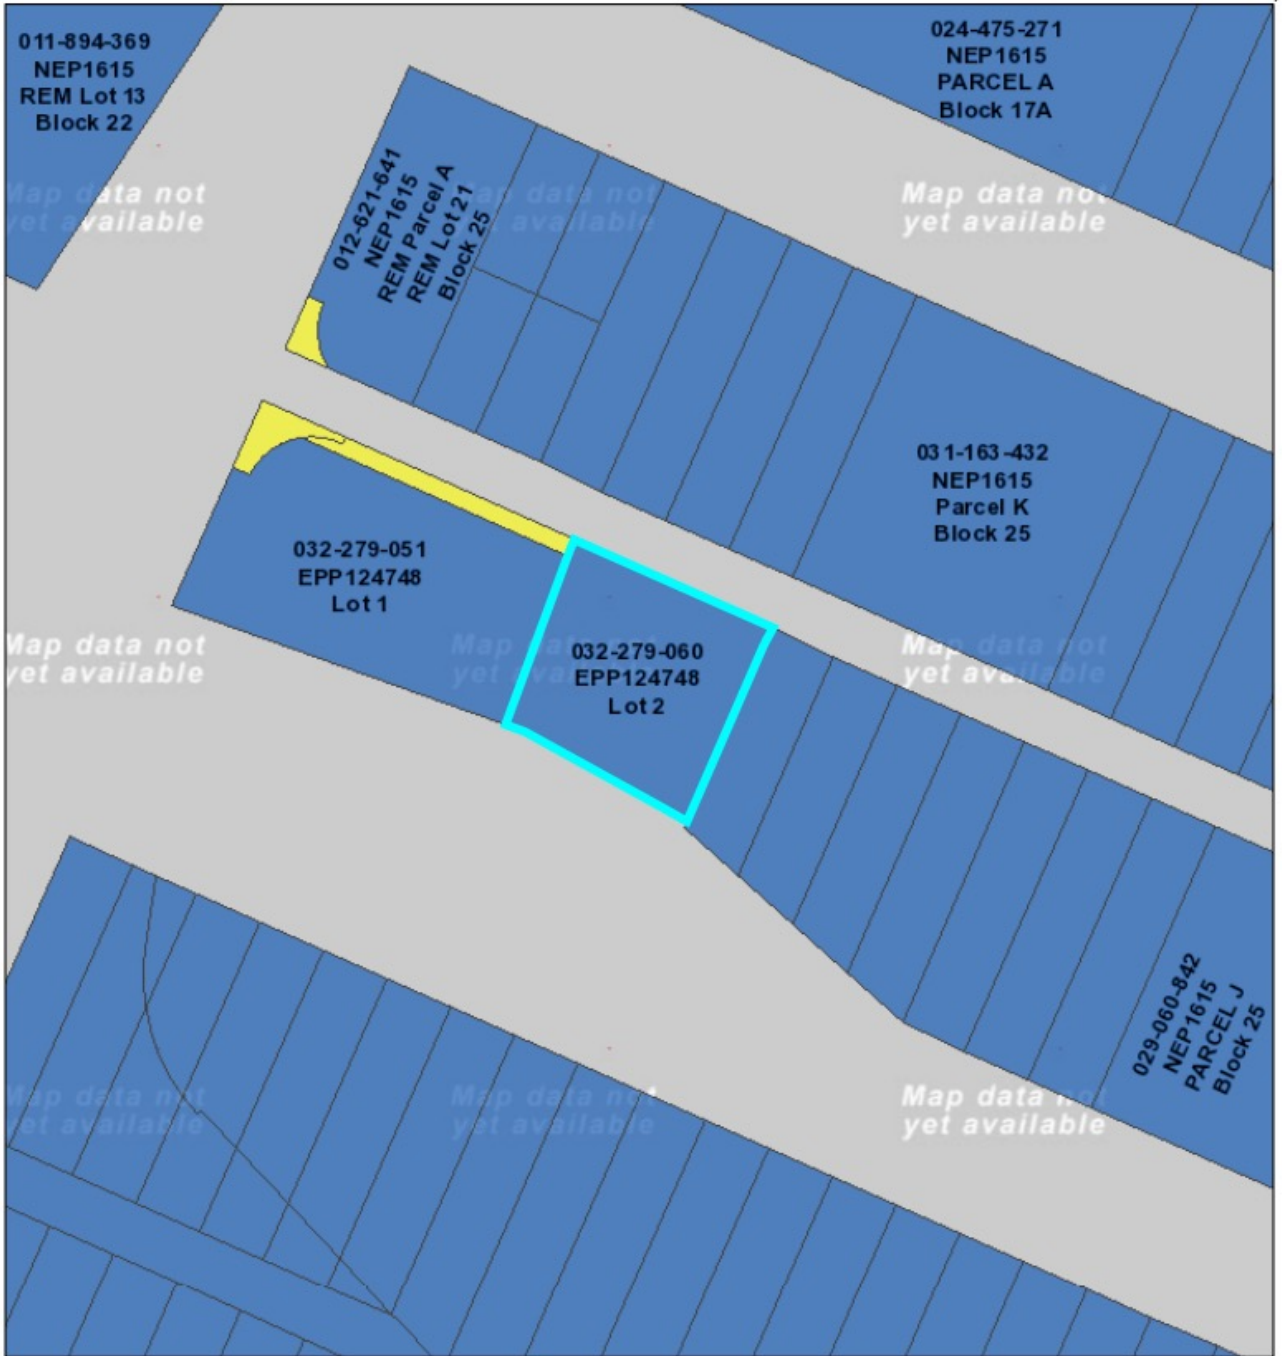 011-894-369
NEP1615
REM Lot 13
Block 22
024-475-271
NEP1615
PARCEL A
Block 17A
012-621-641
NEP1615
REM Parcel A
REM Lot 21
Block 25
Map data not
yet available
Map data not
yet available
Map data not
yet available
031-163-432
NEP1615
Parcel K
Block 25
032-279-051
EPP124748
Lot 1
032-279-060
EPP124748
Lot 2
Map data not
yet available
Map data not
yet available
Map data not
yet available
029-060-842
NEP1615
PARCEL J
Block 25
Map data not
yet available
Map data not
yet available
Map data not
yet available